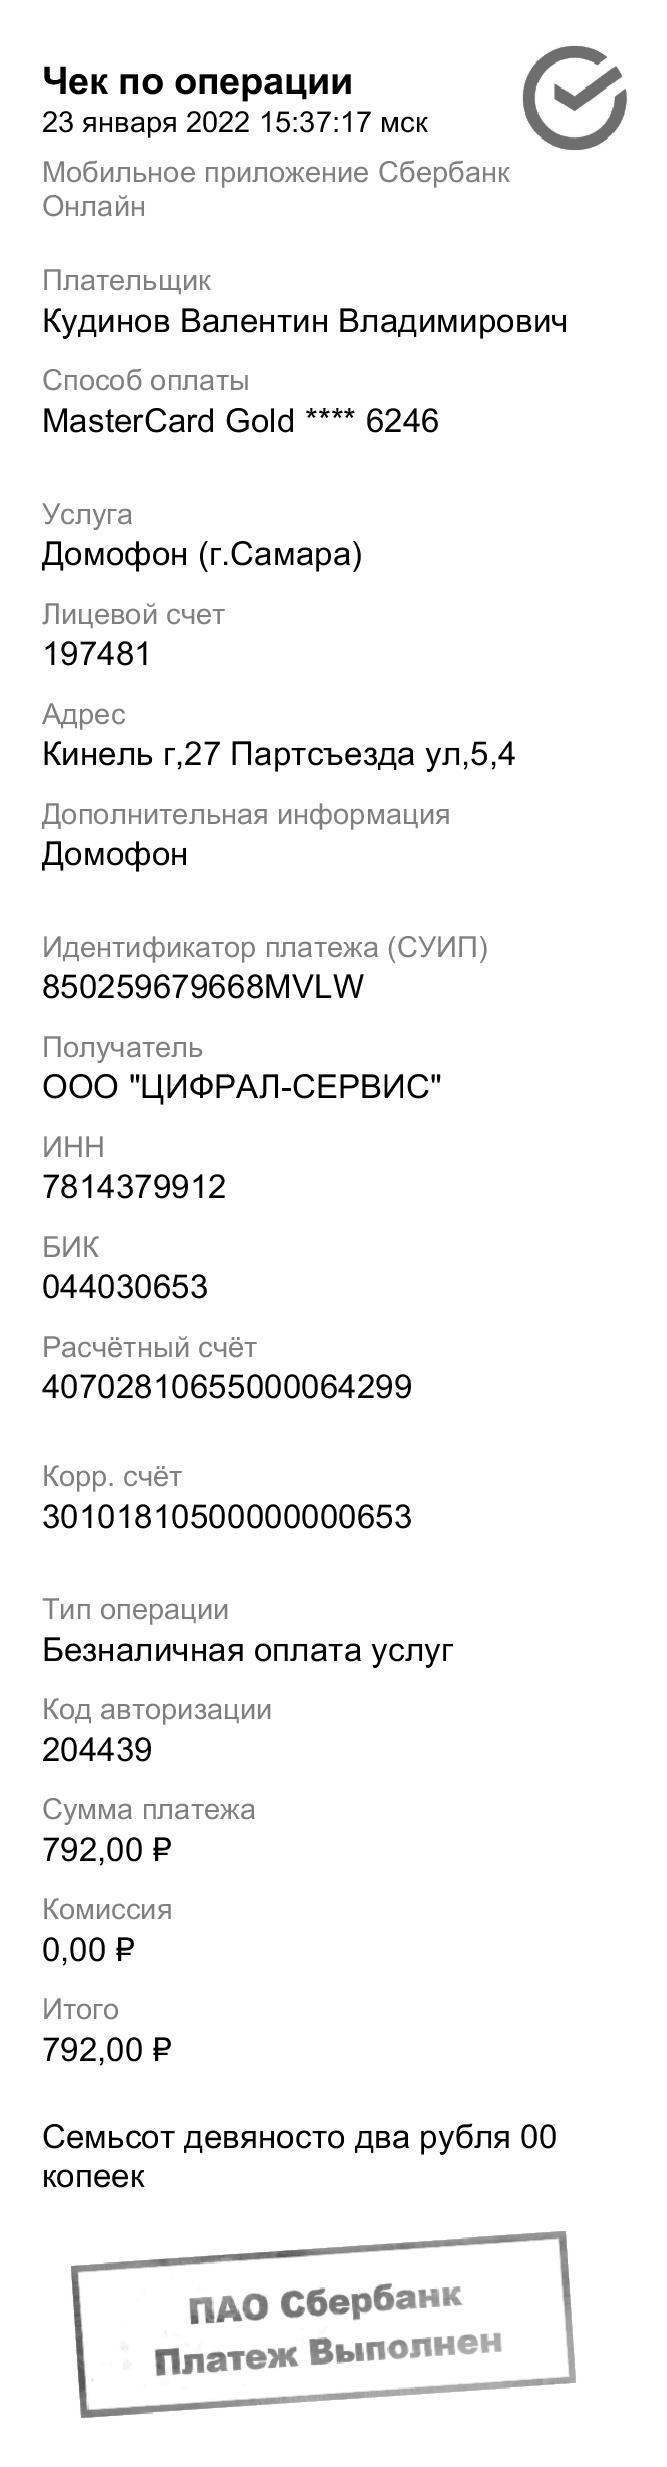 Чек по операции
23 января 2022 15:37:17 мск
Мобильное приложение Сбербанк
Онлайн
Плательщик
Кудинов Валентин Владимирович
Способ оплаты
MasterCard Gold **** 6246
Услуга
Домофон (г.Самара)
Лицевой счет
197481
Адрес
Кинель г,27 Партсъезда ул,5,4
Дополнительная информация
Домофон
Идентификатор платежа (СУИП)
850259679668MVLW
Получатель
ООО "ЦИФРАЛ-СЕРВИС"
ИНН
7814379912
БИК
044030653
Расчётный счёт
40702810655000064299
Корр. счёт
30101810500000000653
Тип операции
Безналичная оплата услуг
Код авторизации
204439
Сумма платежа
792,00 ₽
Комиссия
0,00 ₽
Итого
792,00 ₽
Семьсот девяносто два рубля 00
копеек
ПАО Сбербанк
Платеж Выполнен